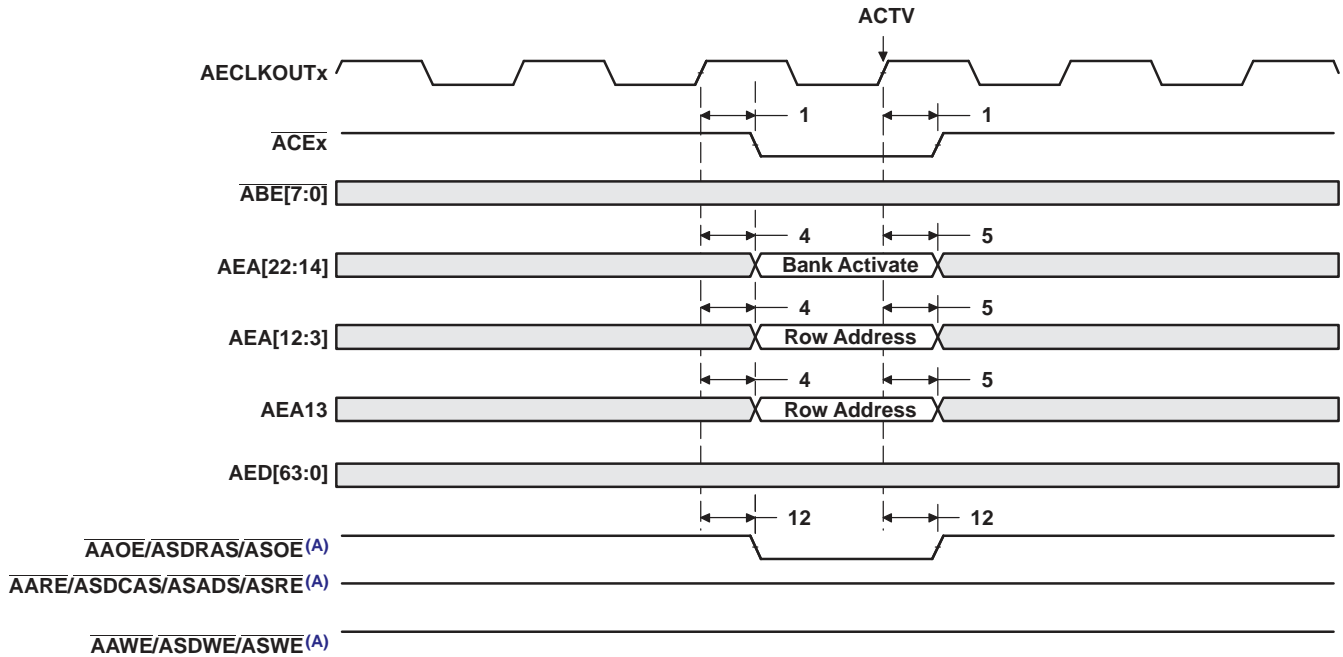 ACTV
AECLKOUTx
1 1
ACEx
ABE[7:0]
4 5
AEA[22:14] Bank Activate
4 5
AEA[12:3] Row Address
4 5
AEA13 Row Address
AED[63:0]
12 12
AAOE/ASDRAS/ASOE(A)
AARE/ASDCAS/ASADS/ASRE(A)
AAWE/ASDWE/ASWE(A)